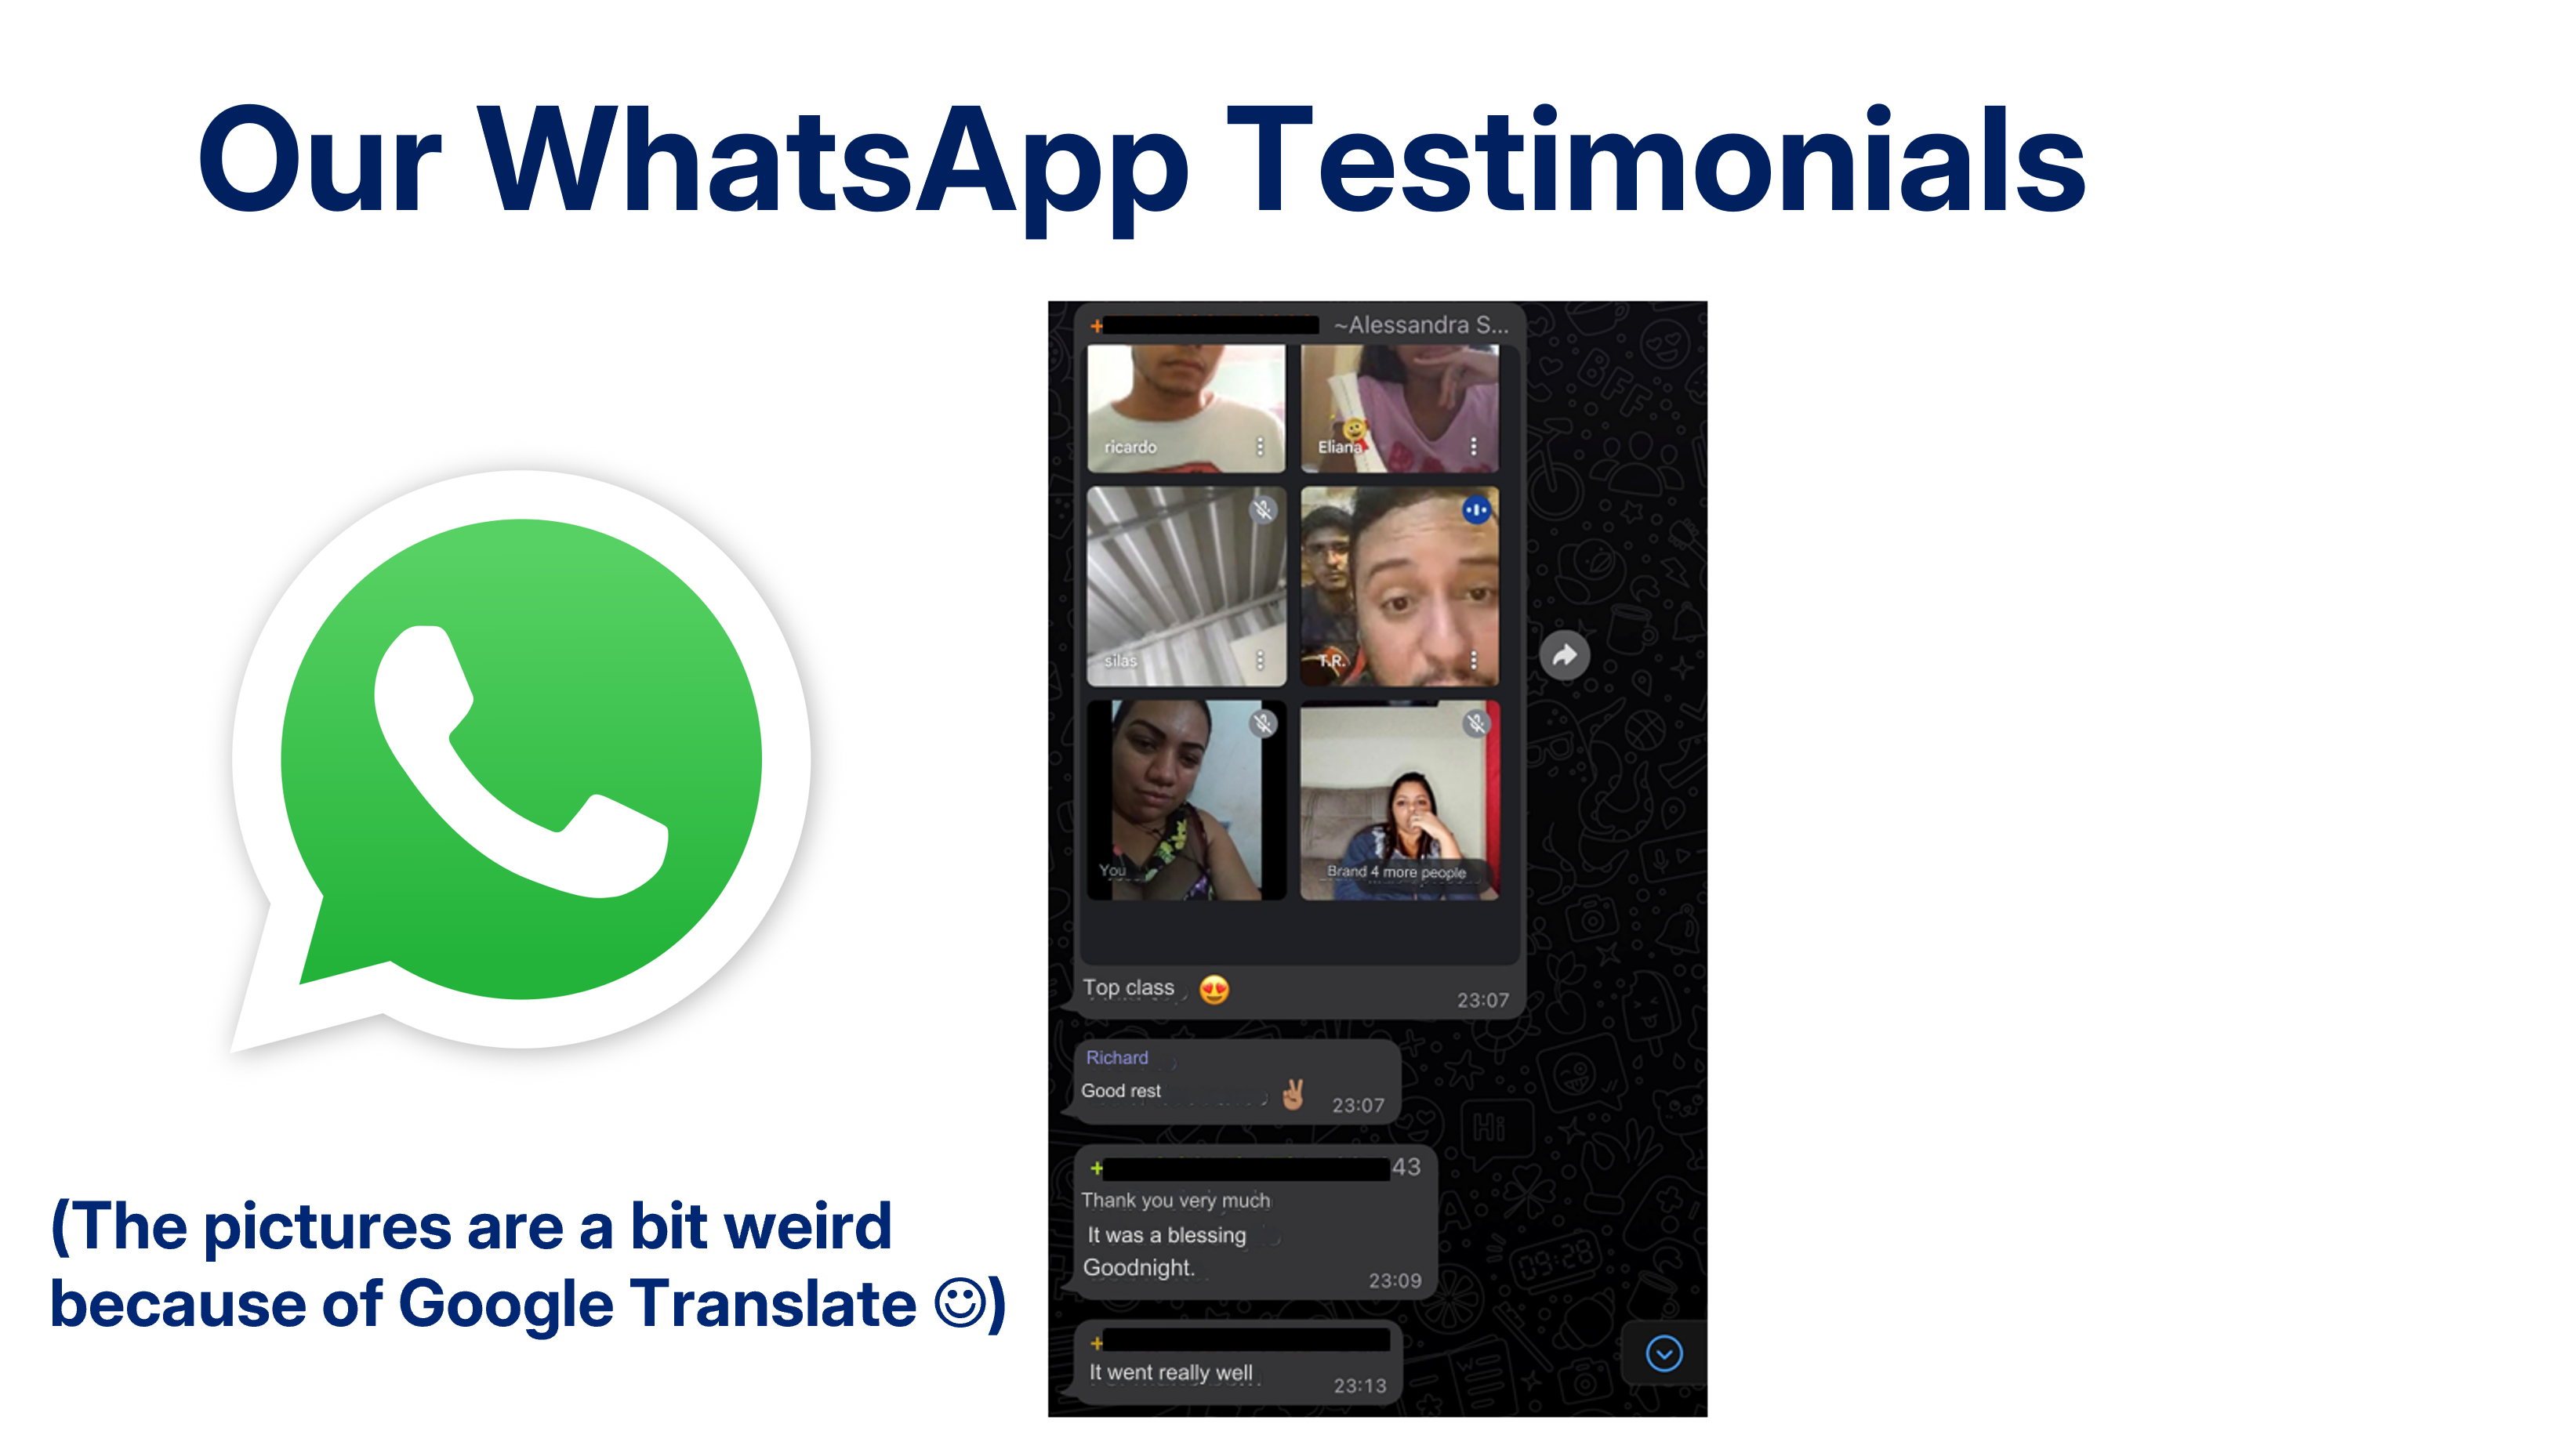 Our WhatsApp Testimonials
(The pictures are a bit weird
because of Google Translate ☺)
+ ~Alessandra S...
ricardo
Eliana
silas
T.R.
You
Brand 4 more people
Top class 😍
23:07
Richard
Good rest ✌🏽
23:07
+ 43
Thank you very much
It was a blessing
Goodnight.
23:09
+
It went really well
23:13